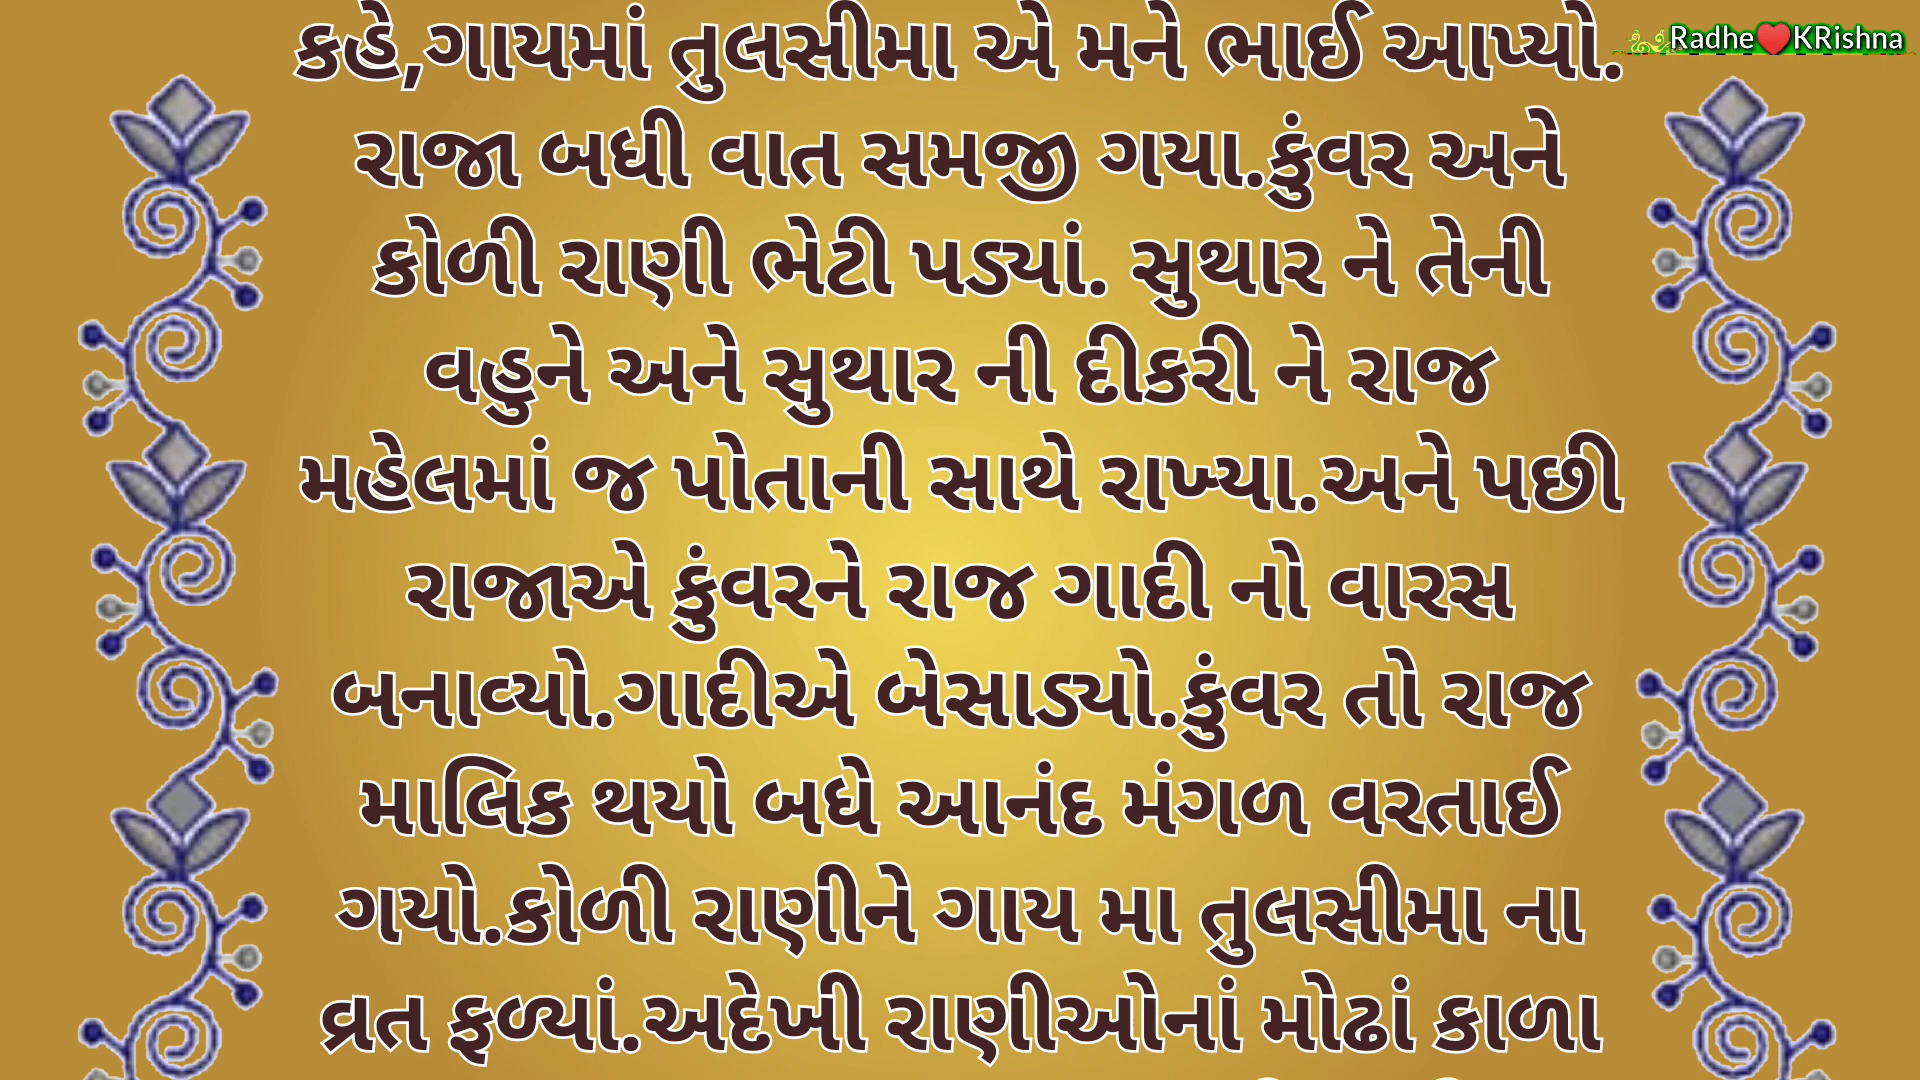 કહે,ગાયમાં તુલસીમા એ મને ભાઈ આપ્યો.
Radhe❤️KRishna
રાજા બધી વાત સમજી ગયા.કુંવર અને
કોળી રાણી ભેટી પડ્યાં. સુથાર ને તેની
વહુને અને સુથાર ની દીકરી ને રાજ
મહેલમાં જ પોતાની સાથે રાખ્યા.અને પછી
રાજાએ કુંવરને રાજ ગાદી નો વારસ
બનાવ્યો.ગાદીએ બેસાડ્યો.કુંવર તો રાજ
માલિક થયો બધે આનંદ મંગળ વરતાઈ
ગયો.કોળી રાણીને ગાય મા તુલસીમા ના
વ્રત ફળ્યાં.અદેખી રાણીઓનાં મોઢાં કાળા